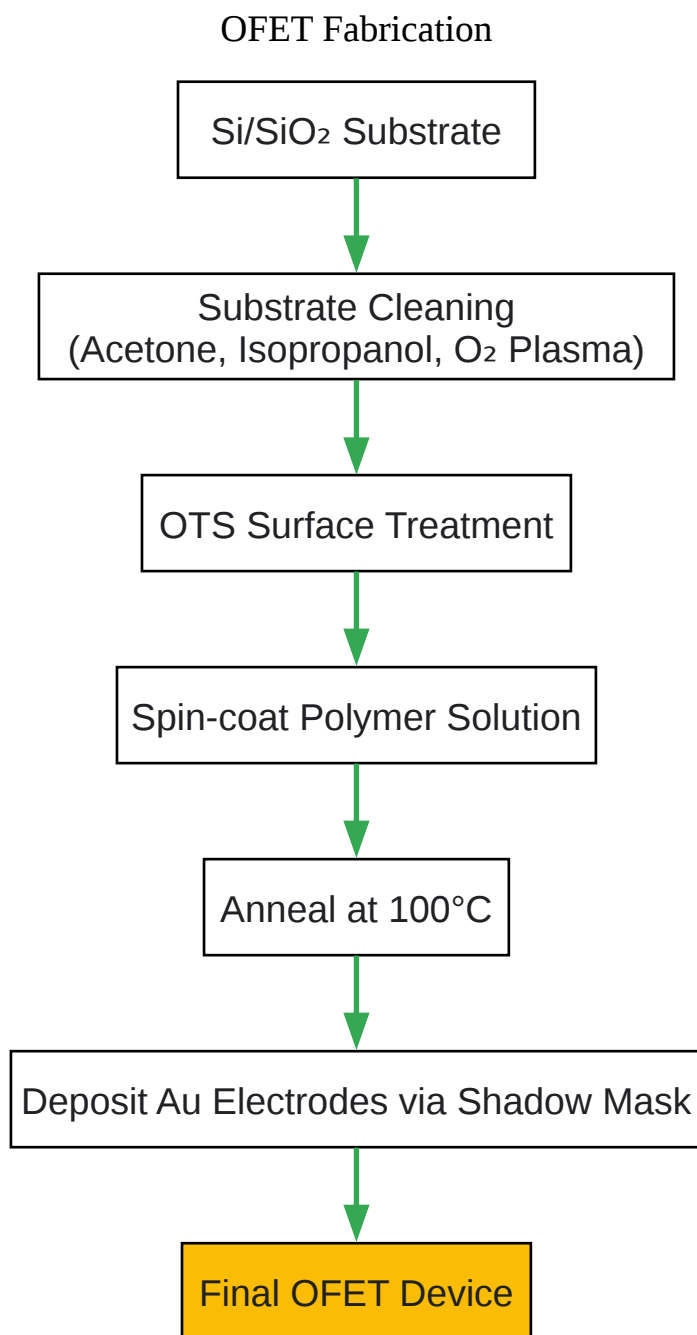 OFET Fabrication
Si/SiO₂ Substrate
Substrate Cleaning
(Acetone, Isopropanol, O₂ Plasma)
OTS Surface Treatment
Spin-coat Polymer Solution
Anneal at 100°C
Deposit Au Electrodes via Shadow Mask
Final OFET Device